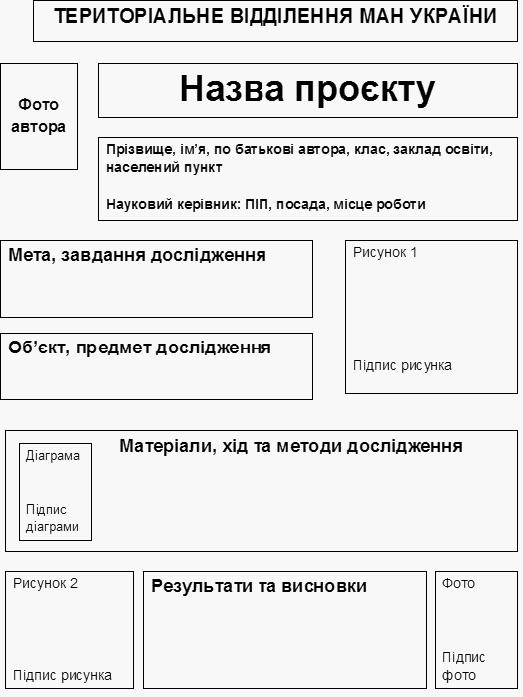 ТЕРИТОРІАЛЬНЕ ВІДДІЛЕННЯ МАН УКРАЇНИ
Фото
автора
Назва проєкту
Прізвище, ім’я, по батькові автора, клас, заклад освіти,
населений пункт
Науковий керівник: ПІП, посада, місце роботи
Мета, завдання дослідження
Рисунок 1
Підпис рисунка
Об’єкт, предмет дослідження
Матеріали, хід та методи дослідження
Діаграма
Підпис
діаграми
Рисунок 2
Підпис рисунка
Результати та висновки
Фото
Підпис
фото